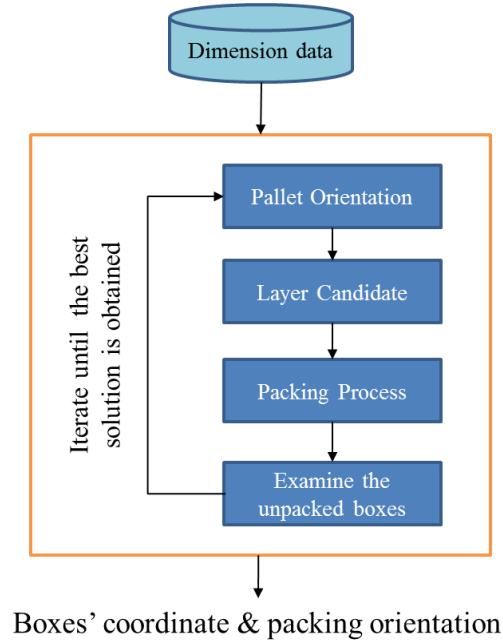 Dimension data
Pallet Orientation
Layer Candidate
Packing Process
Examine the
unpacked boxes
Iterate until the best
solution is obtained
Boxes' coordinate & packing orientation